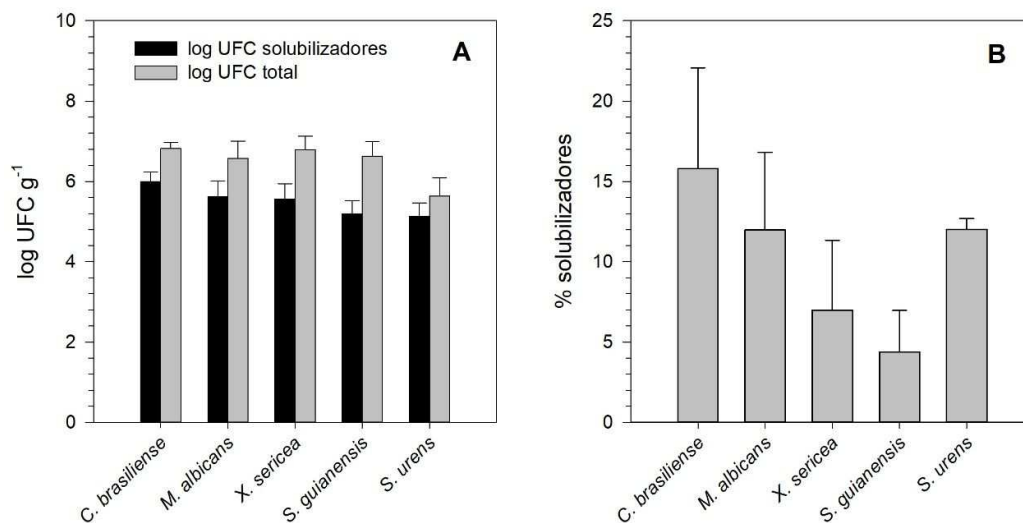 log UFC solubilizadores
log UFC total
A
log UFC g⁻¹
10
8
6
4
2
0
C. brasiliense
M. albicans
X. sericea
S. guianensis
S. urens
B
% solubilizadores
25
20
15
10
5
0
C. brasiliense
M. albicans
X. sericea
S. guianensis
S. urens